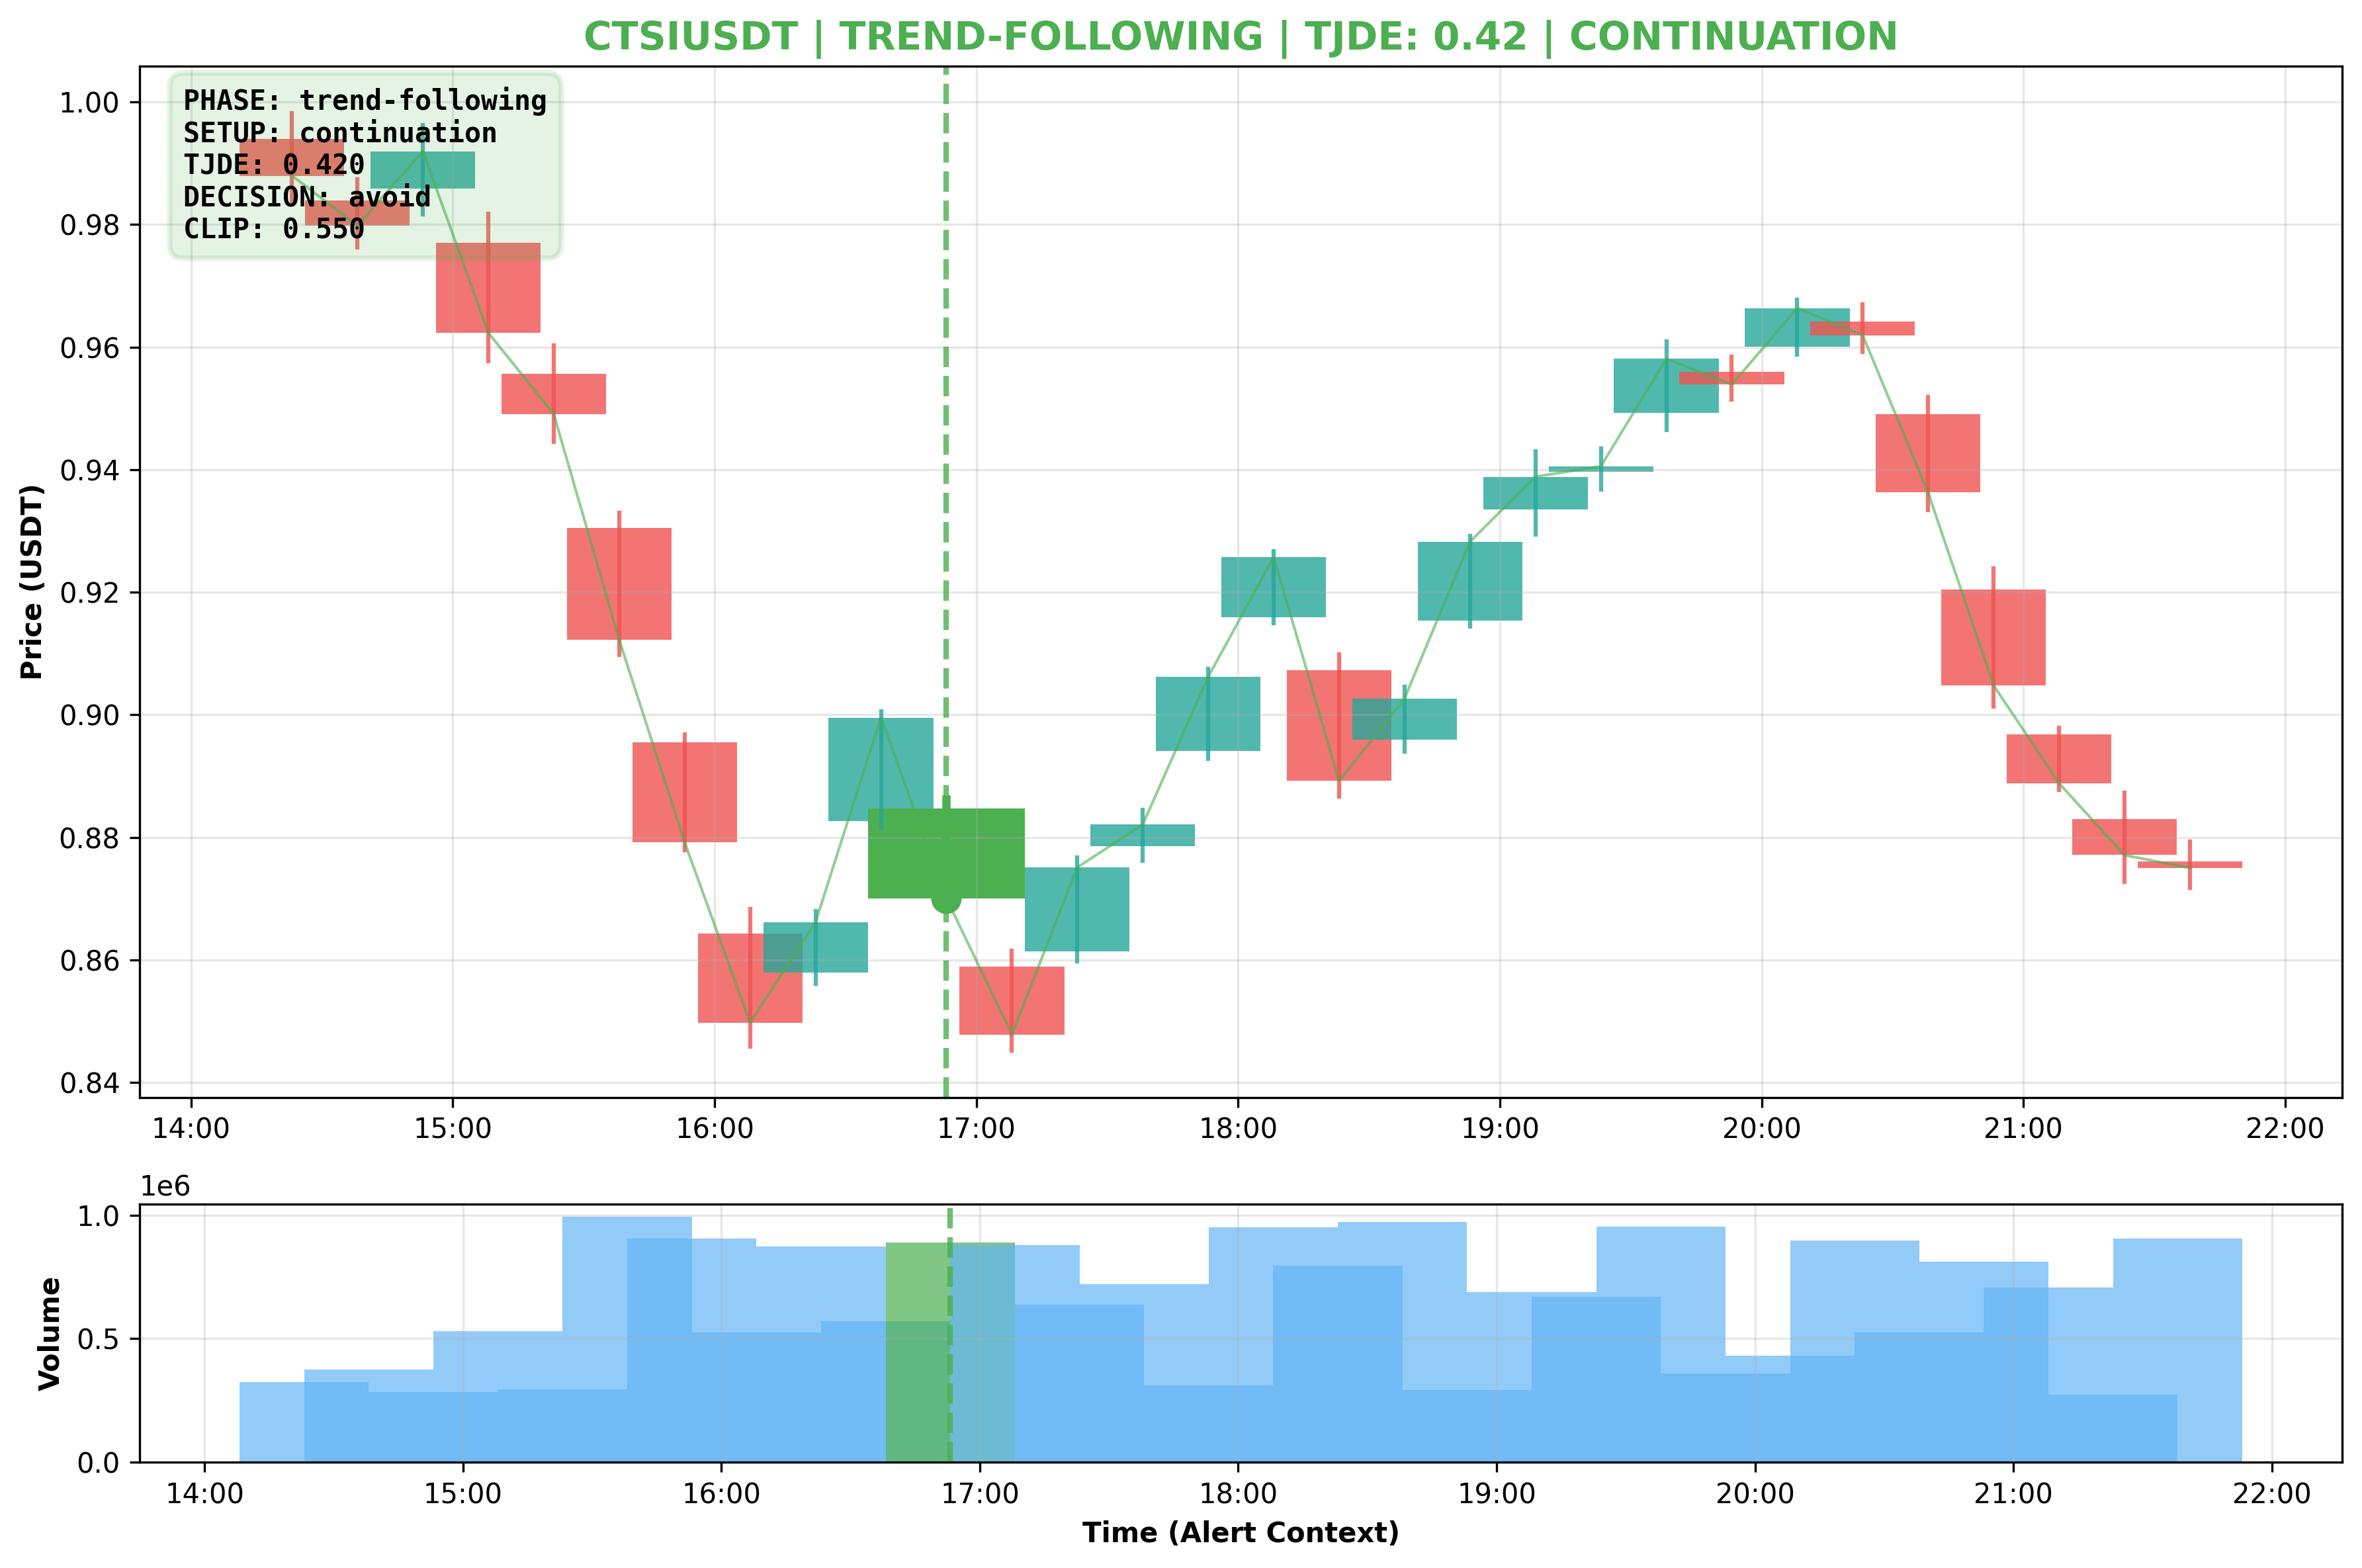 CTSIUSDT | TREND-FOLLOWING | TJDE: 0.42 | CONTINUATION
PHASE: trend-following
SETUP: continuation
TJDE: 0.420
DECISION: avoid
CLIP: 0.550
Price (USDT)
1.00
0.98
0.96
0.94
0.92
0.90
0.88
0.86
0.84
14:00 15:00 16:00 17:00 18:00 19:00 20:00 21:00 22:00
1e6
Volume
1.0
0.5
0.0
14:00 15:00 16:00 17:00 18:00 19:00 20:00 21:00 22:00
Time (Alert Context)